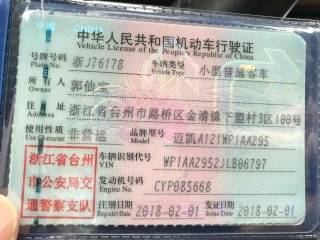 中华人民共和国机动车行驶证
Vehicle License of the People's Republic of China
号牌号码 浙J76178 车辆类型 小型普通客车
Plate No. Vehicle Type
所有人 郭仙宝
Owner
住址 浙江省台州市路桥区金清镇下盟村3区100号
Address
使用性质 非营运 品牌型号 迈凯A121WP1AA295
Use Character Model
浙江省台州
市公安局交
通警察支队
车辆识别代号 WP1AA2952JLB06797
VIN
发动机号码 CYP085668
Engine No.
注册日期 2018-02-01 发证日期 2018-02-01
Register Date Issue Date